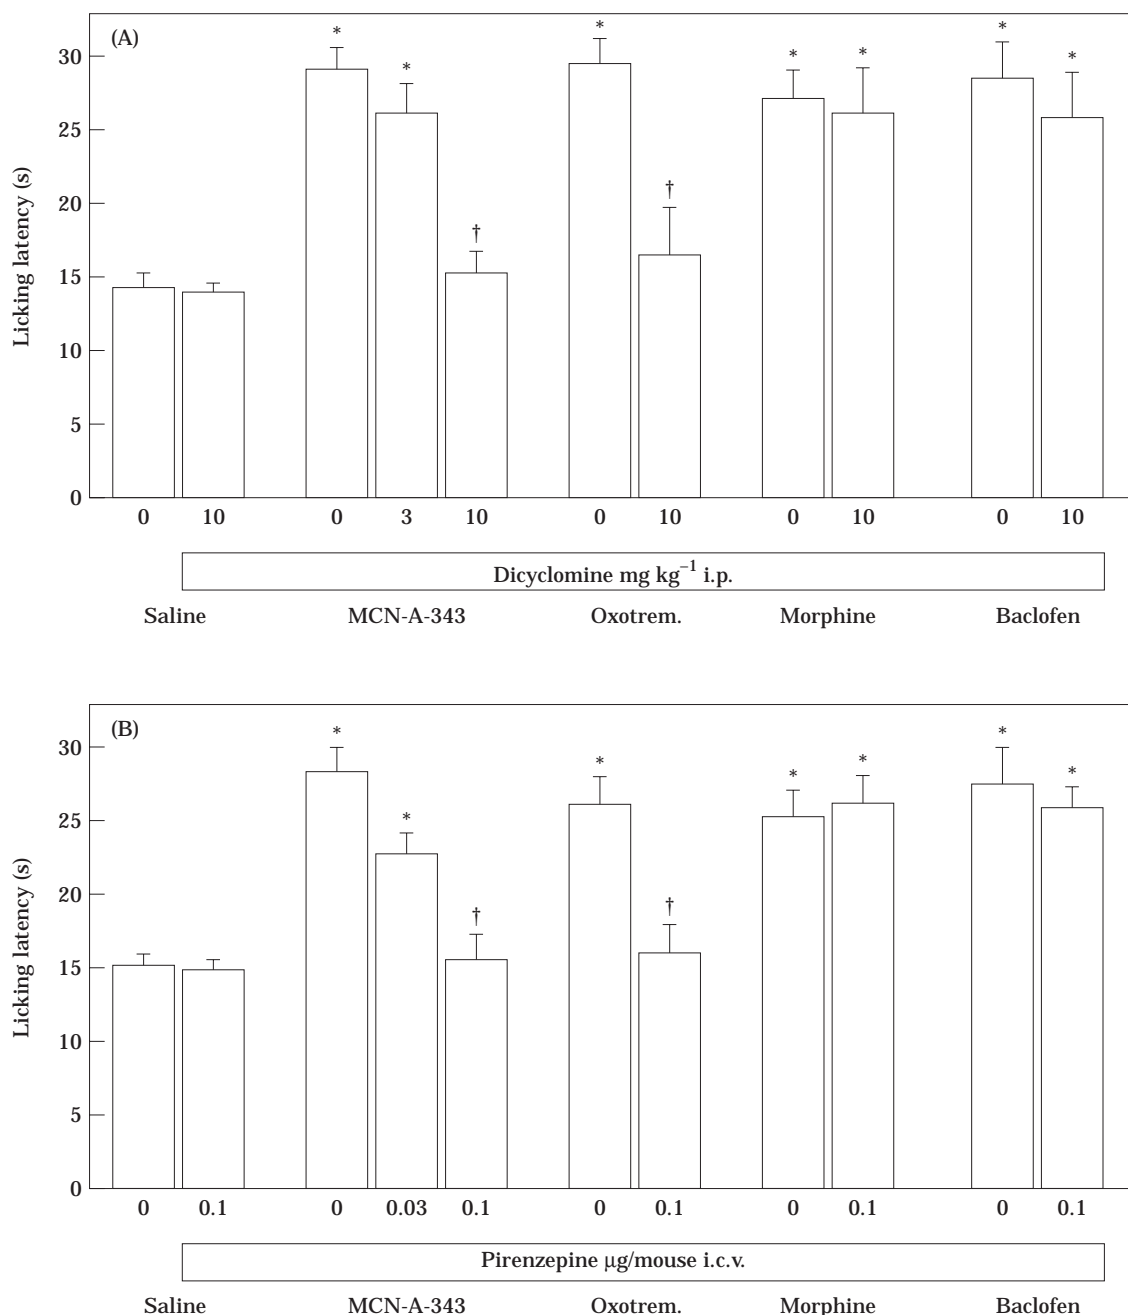 (A)
Licking latency (s)
30
25
20
15
10
5
0
* * † * † * * * *
0 10 0 3 10 0 10 0 10 0 10
Dicyclomine mg kg⁻¹ i.p.
Saline MCN-A-343 Oxotrem. Morphine Baclofen
(B)
Licking latency (s)
30
25
20
15
10
5
0
* * † * † * * * *
0 0.1 0 0.03 0.1 0 0.1 0 0.1 0 0.1
Pirenzepine µg/mouse i.c.v.
Saline MCN-A-343 Oxotrem. Morphine Baclofen